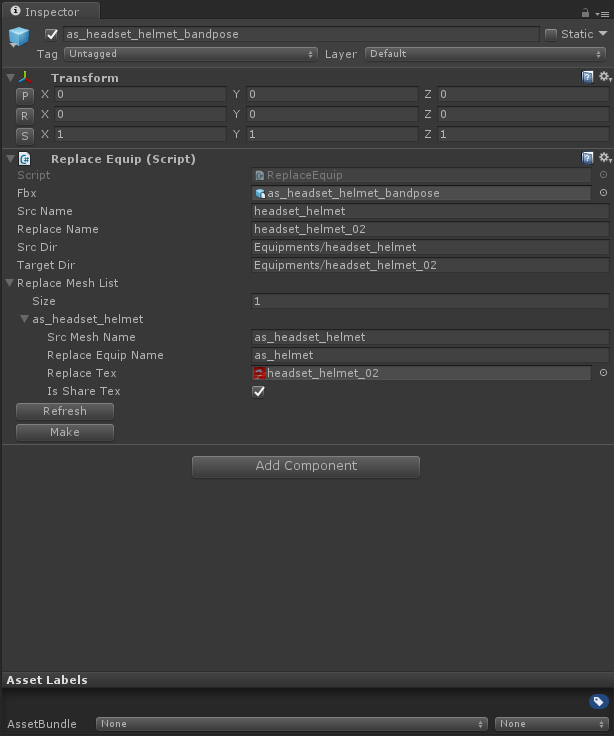 Inspector
as_headset_helmet_bandpose Static
Tag Untagged Layer Default
Transform
P X 0 Y 0 Z 0
R X 0 Y 0 Z 0
S X 1 Y 1 Z 1
Replace Equip (Script)
Script ReplaceEquip
Fbx as_headset_helmet_bandpose
Src Name headset_helmet
Replace Name headset_helmet_02
Src Dir Equipments/headset_helmet
Target Dir Equipments/headset_helmet_02
Replace Mesh List
Size 1
as_headset_helmet
Src Mesh Name as_headset_helmet
Replace Equip Name as_helmet
Replace Tex headset_helmet_02
Is Share Tex
Refresh
Make
Add Component
Asset Labels
AssetBundle None None